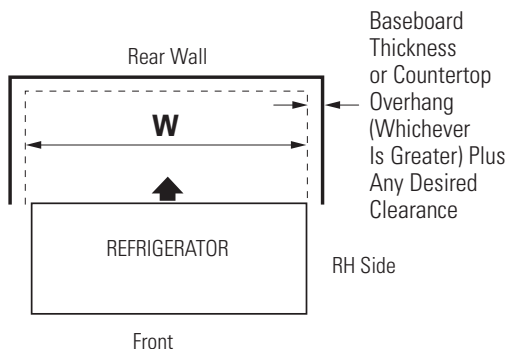 Rear Wall
Baseboard
Thickness
or Countertop
Overhang
(Whichever
Is Greater) Plus
Any Desired
Clearance
W
REFRIGERATOR
RH Side
Front